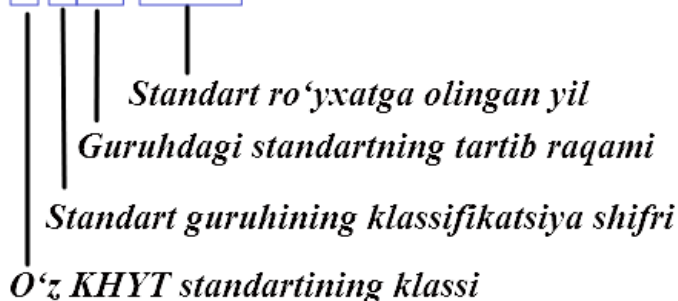 Standart ro‘yxatga olingan yil
Guruhdagi standartning tartib raqami
Standart guruhining klassifikatsiya shifri
O‘z KHYT standartining klassi